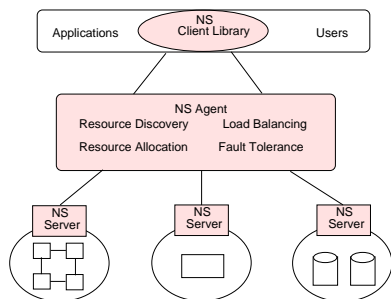 NS
Applications Client Library Users
NS Agent
Resource Discovery Load Balancing
Resource Allocation Fault Tolerance
NS NS NS
Server Server Server